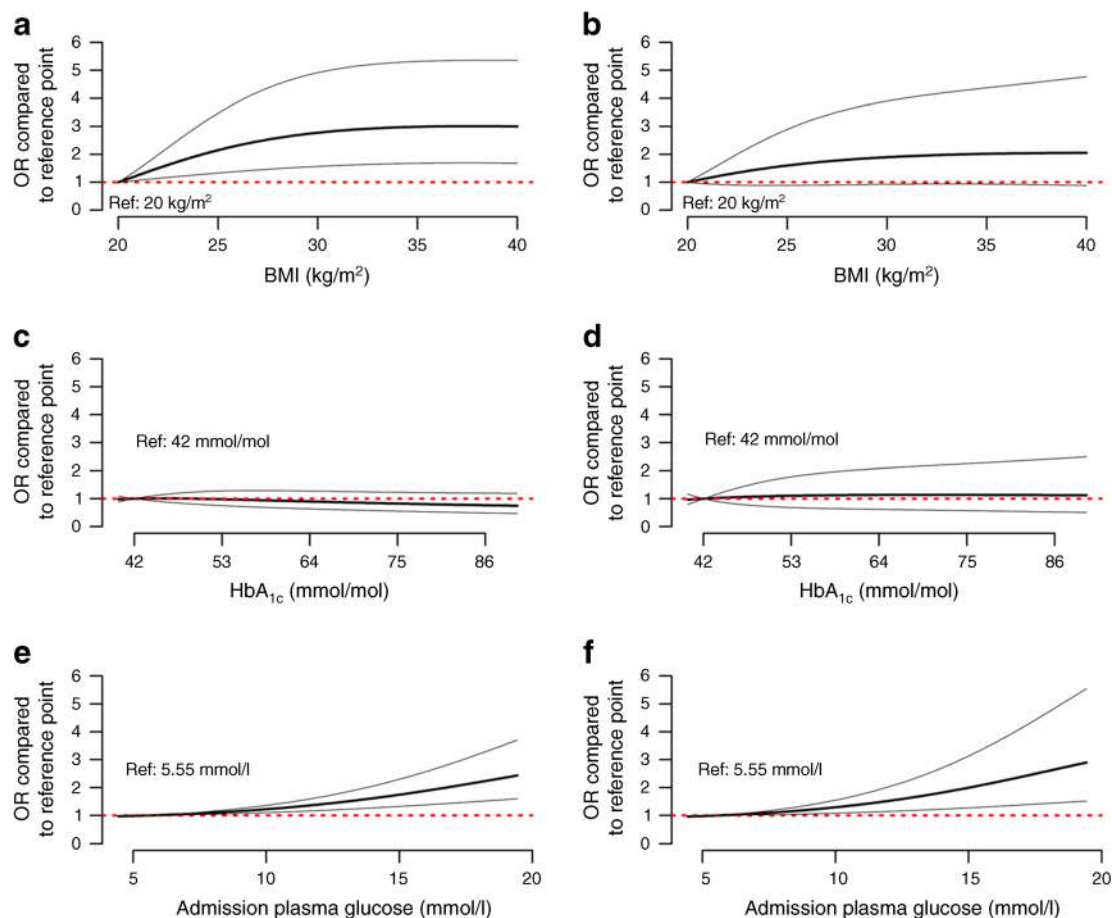 a
OR compared
to reference point
6
5
4
3
2
1
0
Ref: 20 kg/m²
20 25 30 35 40
BMI (kg/m²)
b
OR compared
to reference point
6
5
4
3
2
1
0
Ref: 20 kg/m²
20 25 30 35 40
BMI (kg/m²)
c
OR compared
to reference point
6
5
4
3
2
1
0
Ref: 42 mmol/mol
42 53 64 75 86
HbA₁c (mmol/mol)
d
OR compared
to reference point
6
5
4
3
2
1
0
Ref: 42 mmol/mol
42 53 64 75 86
HbA₁c (mmol/mol)
e
OR compared
to reference point
6
5
4
3
2
1
0
Ref: 5.55 mmol/l
5 10 15 20
Admission plasma glucose (mmol/l)
f
OR compared
to reference point
6
5
4
3
2
1
0
Ref: 5.55 mmol/l
5 10 15 20
Admission plasma glucose (mmol/l)